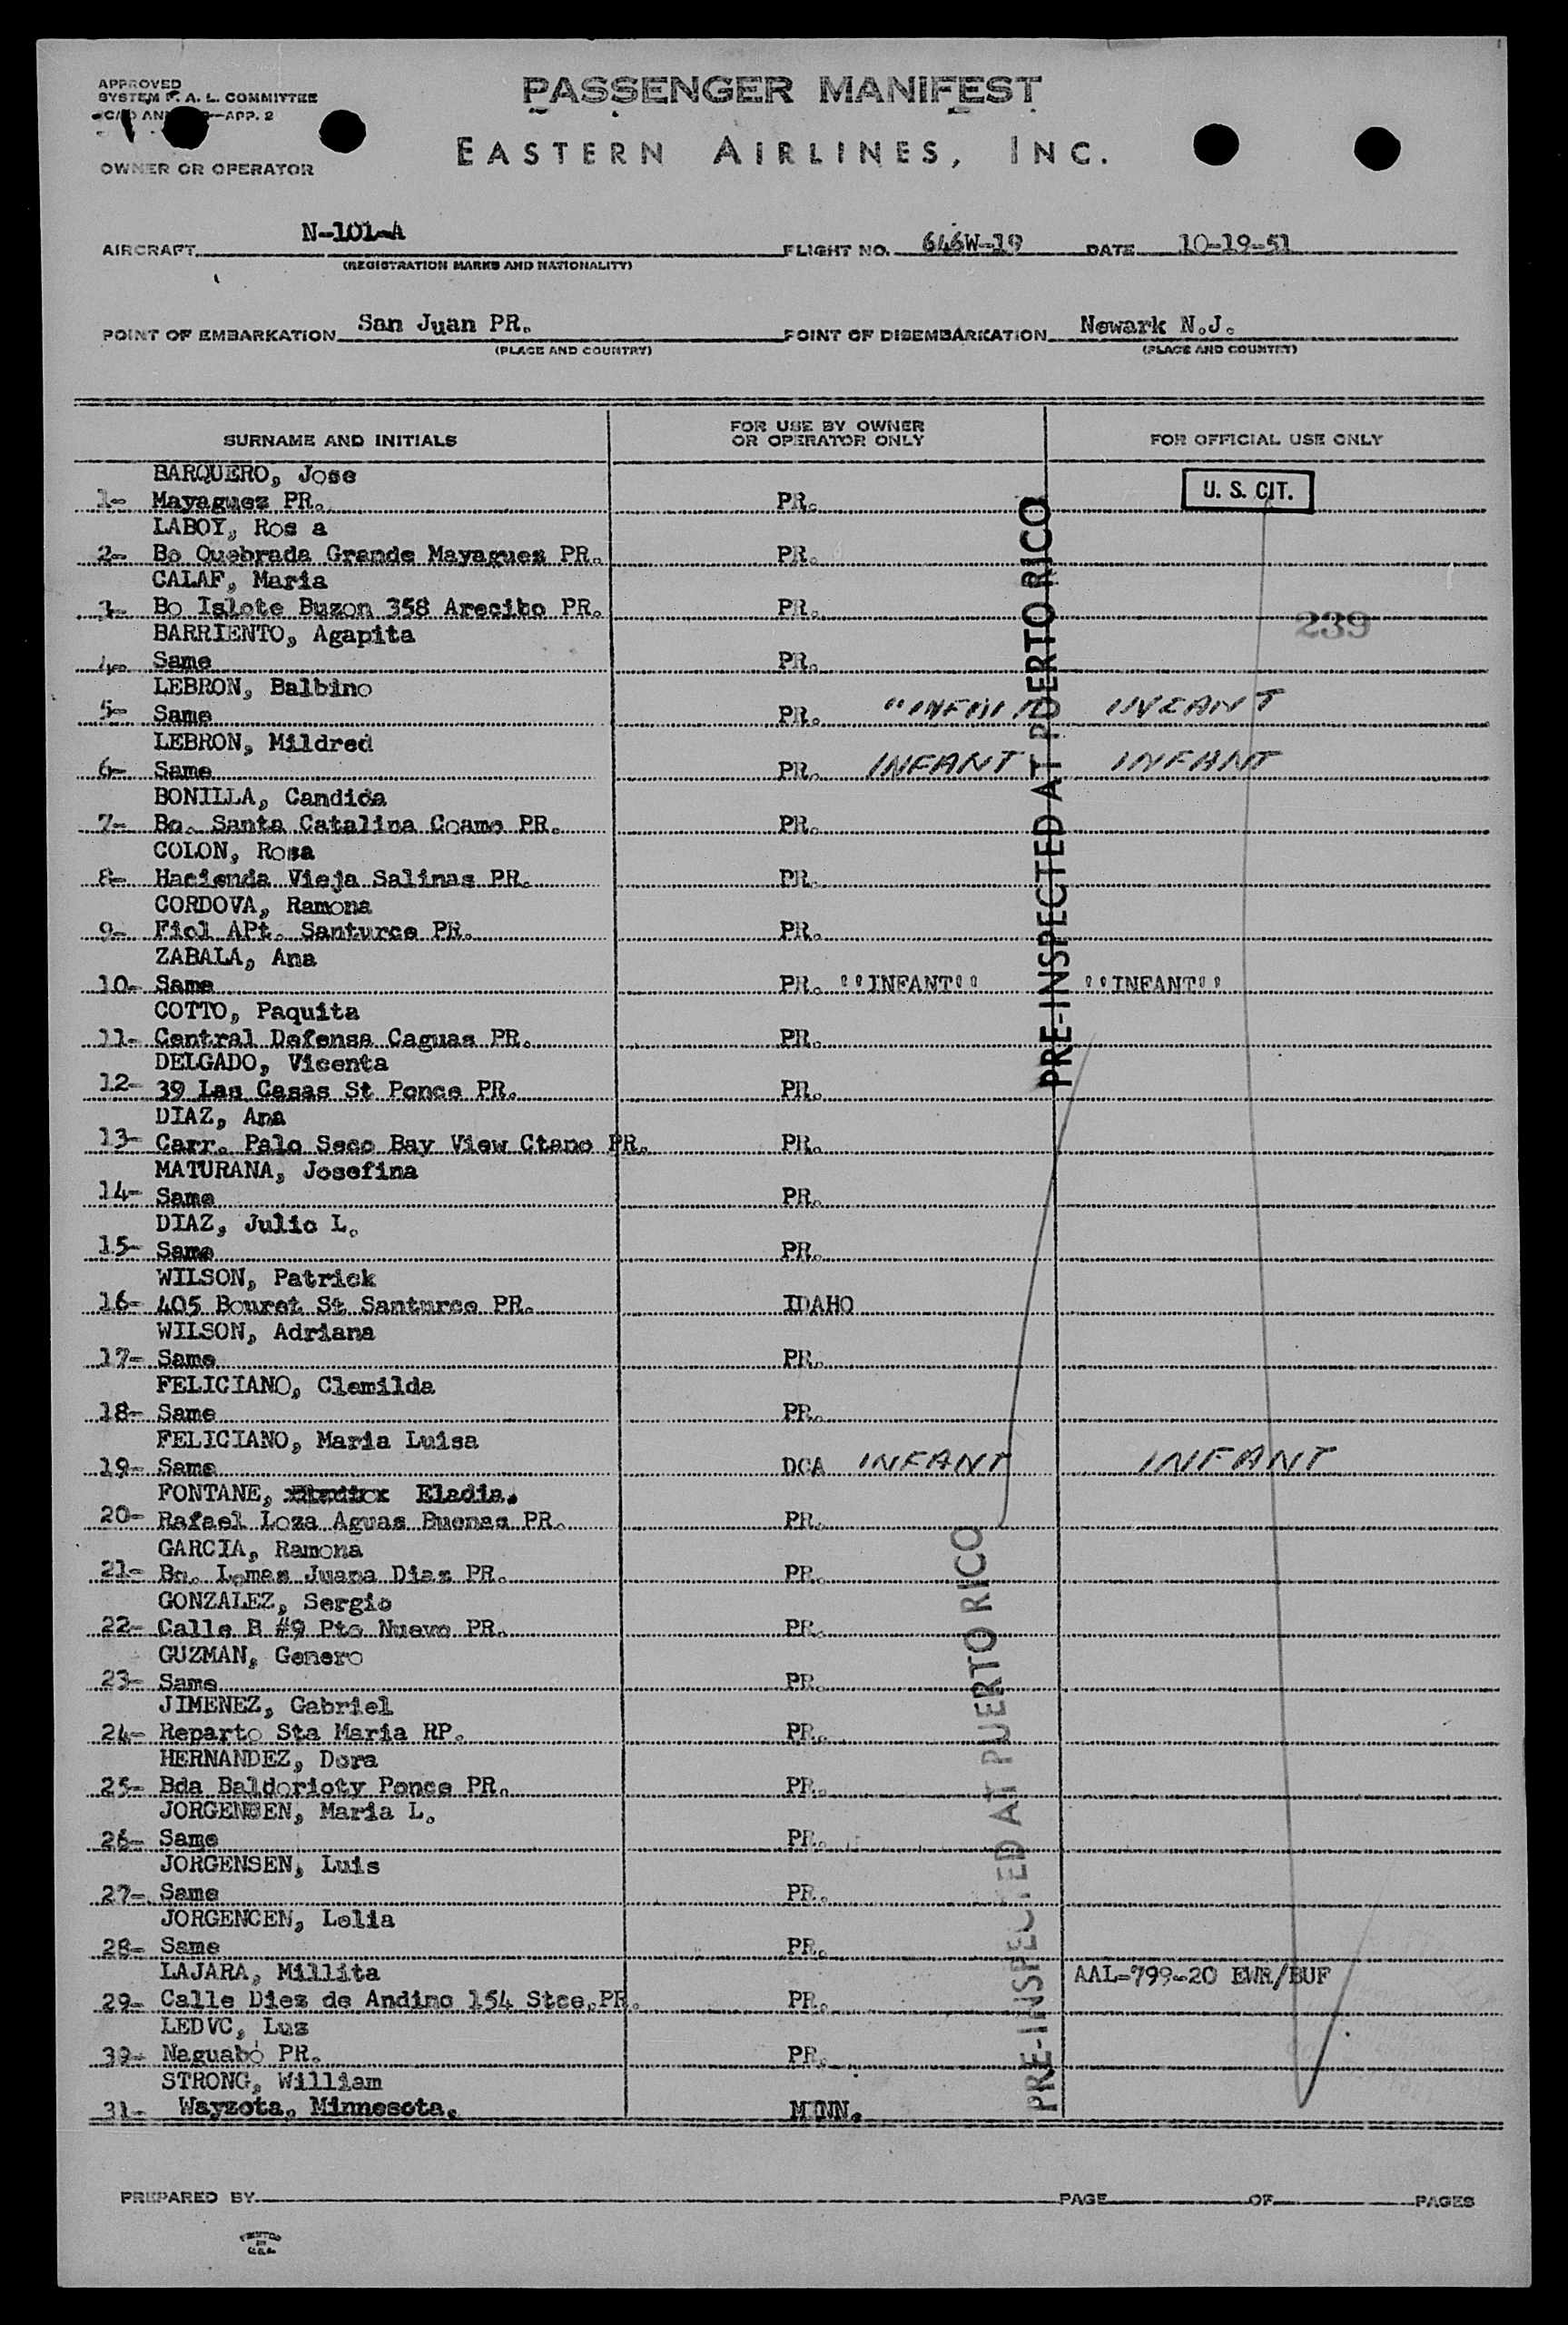 APPROVED
SYSTEM F. A. L. COMMITTEE
—APP. 2
OWNER OR OPERATOR
PASSENGER MANIFEST
EASTERN AIRLINES, INC.
AIRCRAFT N-101-A FLIGHT NO. 646W-19 DATE 10-19-51
(REGISTRATION MARKS AND NATIONALITY)
POINT OF EMBARKATION San Juan PR. POINT OF DISEMBARKATION Newark N.J.
(PLACE AND COUNTRY) (PLACE AND COUNTRY)
SURNAME AND INITIALS FOR USE BY OWNER OR OPERATOR ONLY FOR OFFICIAL USE ONLY
BARQUERO, Jose
1- Mayaguez PR. PR. U. S. CIT.
LABOY, Ros a
2- Bo Quebrada Grande Mayaguez PR. PR.
CALAF, Maria
3- Bo Islote Buzon 358 Arecibo PR. PR. 239
BARRIENTO, Agapita
4- Same PR.
LEBRON, Balbino
5- Same PR. INFANT
LEBRON, Mildred
6- Same PR. INFANT INFANT
BONILLA, Candida
7- Bo. Santa Catalina Coamo PR. PR.
COLON, Rosa
8- Hacienda Vieja Salinas PR. PR.
CORDOVA, Ramona
9- Fiol APt. Santurce PR. PR.
ZABALA, Ana
10- Same PR. ''INFANT'' ''INFANT''
COTTO, Paquita
11- Central Defensa Caguas PR. PR.
DELGADO, Vicenta
12- 39 Las Casas St Ponce PR. PR.
DIAZ, Ana
13- Carr. Palo Seco Bay View Ctano PR. PR.
MATURANA, Josefina
14- Same PR.
DIAZ, Julio L.
15- Same PR.
WILSON, Patrick
16- 405 Bouret St Santurce PR. IDAHO
WILSON, Adriana
17- Same PR.
FELICIANO, Clemilda
18- Same PR.
FELICIANO, Maria Luisa
19- Same DCA INFANT INFANT
FONTANE, Eladia.
20- Rafael Loza Aguas Buenas PR. PR.
GARCIA, Ramona
21- Bo. Lomas Juana Diaz PR. PR.
GONZALEZ, Sergio
22- Calle B #9 Pto Nuevo PR. PR.
GUZMAN, Genero
23- Same PR.
JIMENEZ, Gabriel
24- Reparto Sta Maria RP. PR.
HERNANDEZ, Dora
25- Bda Baldorioty Ponce PR. PR.
JORGENSEN, Maria L.
26- Same PR.
JORGENSEN, Luis
27- Same PR.
JORGENCEN, Lelia
28- Same PR.
LAJARA, Millita AAL-799-20 EWR/BUF
29- Calle Diez de Andino 154 Stce.PR. PR.
LEDVC, Luz
39- Naguabo PR. PR.
STRONG, William
31- Wayzota, Minnesota. MINN.
PRE-INSPECTED AT PUERTO RICO
PRE-INSPECTED AT PUERTO RICO
PREPARED BY PAGE OF PAGES
PRINTED
IN
U.S.A.